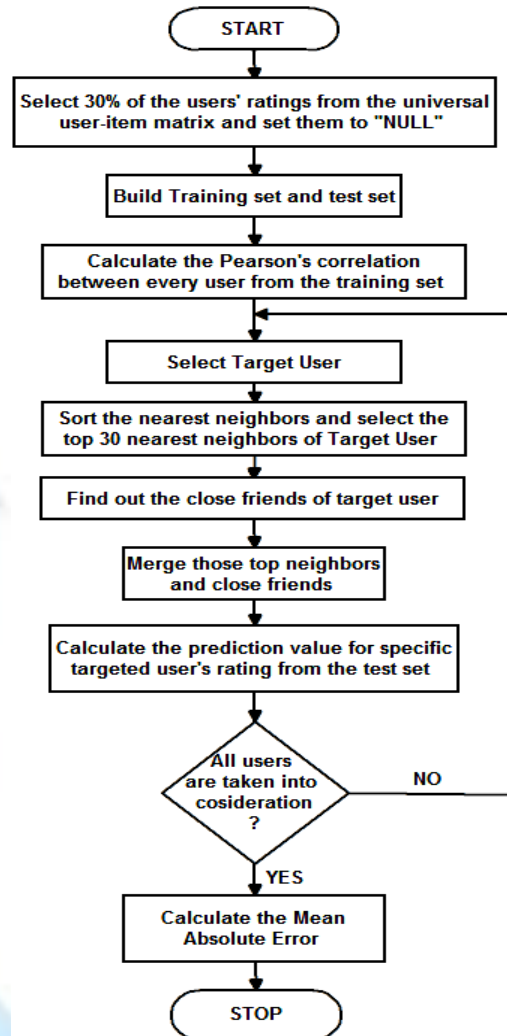 START
Select 30% of the users' ratings from the universal
user-item matrix and set them to "NULL"
Build Training set and test set
Calculate the Pearson's correlation
between every user from the training set
Select Target User
Sort the nearest neighbors and select the
top 30 nearest neighbors of Target User
Find out the close friends of target user
Merge those top neighbors
and close friends
Calculate the prediction value for specific
targeted user's rating from the test set
All users
are taken into
cosideration
?
NO
YES
Calculate the Mean
Absolute Error
STOP